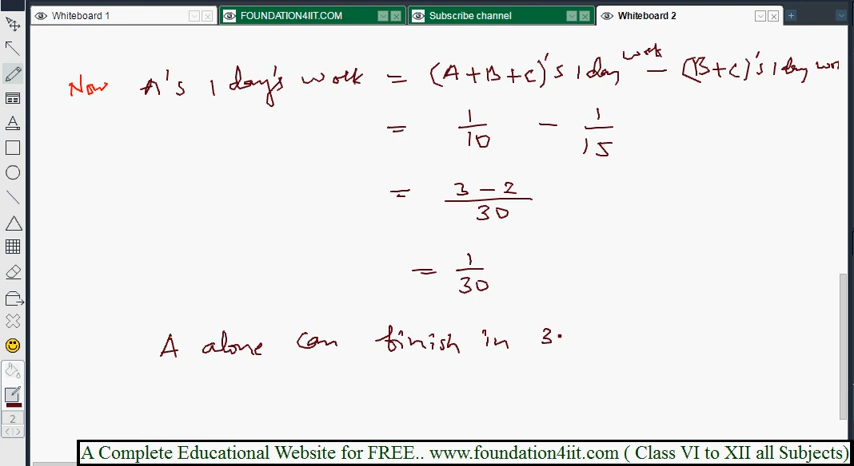 Whiteboard 1
FOUNDATION4IIT.COM
Subscribe channel
Whiteboard 2
Now A's 1 day's work = (A+B+C)'s 1 day work - (B+C)'s 1 day wor
= 1/10 - 1/15
= 3-2/30
= 1/30
A alone can finish in 3
2
A Complete Educational Website for FREE.. www.foundation4iit.com ( Class VI to XII all Subjects)